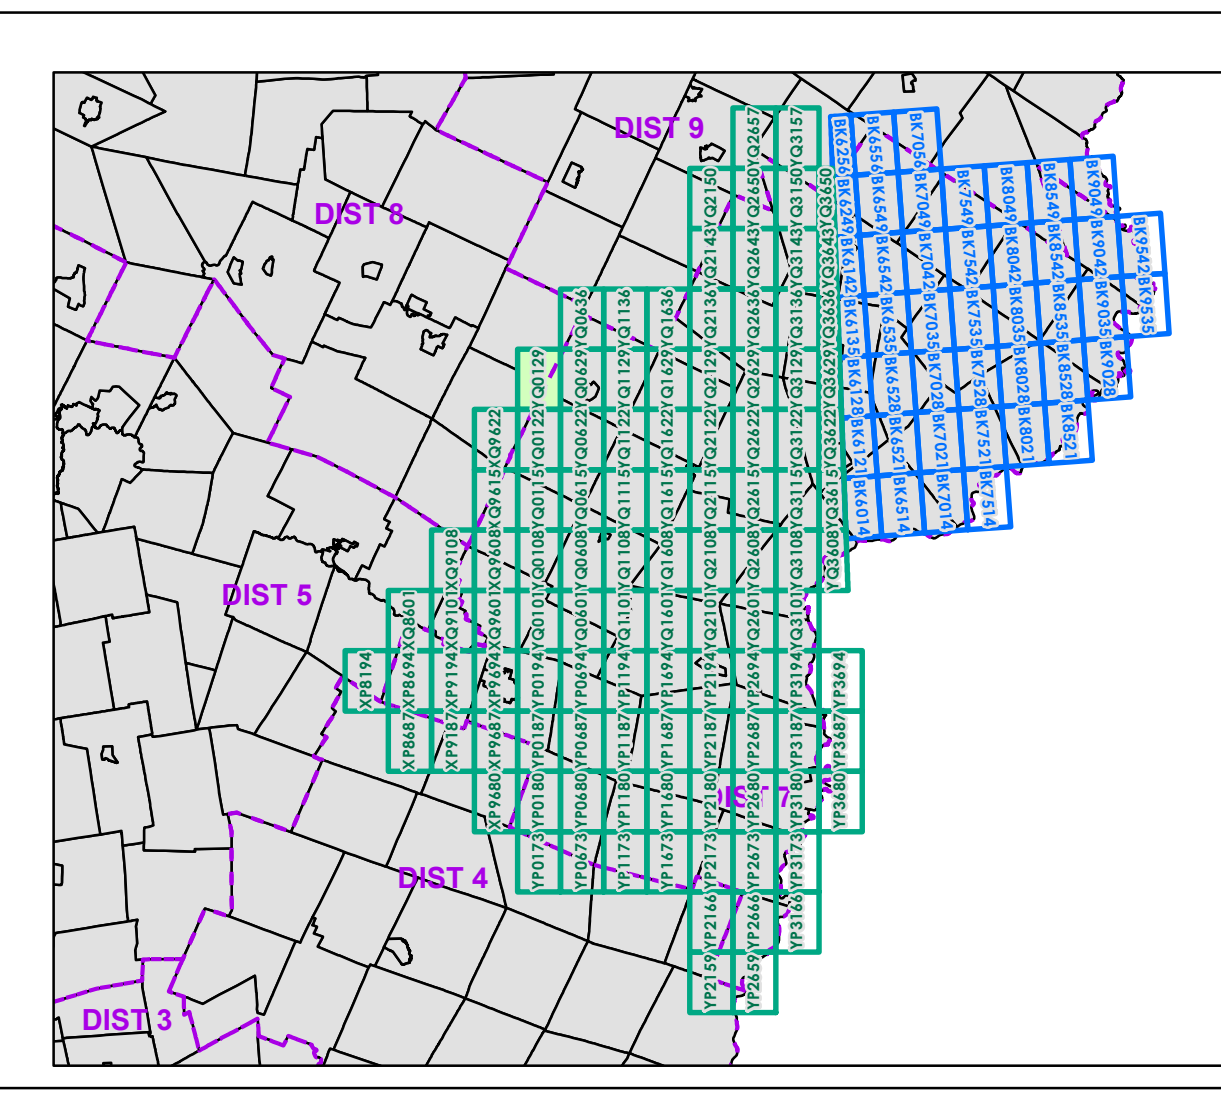 DIST 9
DIST 8
DIST 5
DIST 4
DIST 3
DIST 7
YQ2657 YQ3157
YQ2150 YQ2650 YQ3150 YQ3650
YQ2143 YQ2643 YQ3143 YQ3643
YQ0636 YQ1136 YQ1636 YQ2136 YQ2636 YQ3136 YQ3636
YQ0129 YQ0629 YQ1129 YQ1629 YQ2129 YQ2629 YQ3129 YQ3629
XQ9622 YQ0122 YQ0622 YQ1122 YQ1622 YQ2122 YQ2622 YQ3122 YQ3622
XQ9615 YQ0115 YQ0615 YQ1115 YQ1615 YQ2115 YQ2615 YQ3115 YQ3615
XQ9108 XQ9608 YQ0108 YQ0608 YQ1108 YQ1608 YQ2108 YQ2608 YQ3108 YQ3608
XQ8601 XQ9101 XQ9601 YQ0101 YQ0601 YQ1101 YQ1601 YQ2101 YQ2601 YQ3101
XP8194 XP8694 XP9194 XP9694 YP0194 YP0694 YP1194 YP1694 YP2194 YP2694 YP3194 YP3694
XP8687 XP9187 XP9687 YP0187 YP0687 YP1187 YP1687 YP2187 YP2687 YP3187 YP3687
XP9680 YP0180 YP0680 YP1180 YP1680 YP2180 YP2680 YP3180 YP3680
YP0173 YP0673 YP1173 YP1673 YP2173 YP2673 YP3173
YP2166 YP2666 YP3166
YP2159 YP2659
BK6256 BK6556 BK7056
BK6249 BK6549 BK7049 BK7549 BK8049 BK8549 BK9049
BK6142 BK6542 BK7042 BK7542 BK8042 BK8542 BK9042 BK9542
BK6135 BK6535 BK7035 BK7535 BK8035 BK8535 BK9035 BK9535
BK6128 BK6528 BK7028 BK7528 BK8028 BK8528 BK9028
BK6121 BK6521 BK7021 BK7521 BK8021 BK8521
BK6014 BK6514 BK7014 BK7514